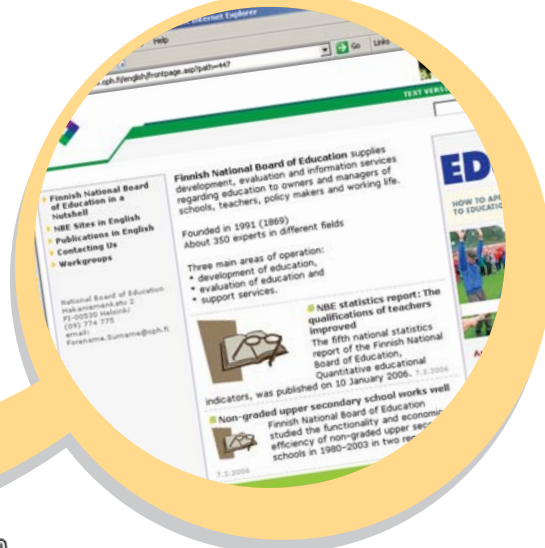 Internet Explorer
Help
Go Links
.oph.fi/english/frontpage.asp?path=447
TEXT VERS
Finnish National Board
of Education in a
Nutshell
NBE Sites in English
Publications in English
Contacting Us
Workgroups
National Board of Education
Hakaniemenkatu 2
FI-00530 Helsinki
(09) 774 775
email:
Forename.Surname@oph.fi
Finnish National Board of Education supplies
development, evaluation and information services
regarding education to owners and managers of
schools, teachers, policy makers and working life.
Founded in 1991 (1869)
About 350 experts in different fields
Three main areas of operation:
* development of education,
* evaluation of education and
* support services.
NBE statistics report: The
qualifications of teachers
improved
The fifth national statistics
report of the Finnish National
Board of Education,
Quantitative educational
indicators, was published on 10 January 2006. 7.2.2006
Non-graded upper secondary school works well
Finnish National Board of Education
studied the functionality and economic
efficiency of non-graded upper
schools in 1980-2003 in two
7.2.2006
ED
HOW TO
TO EDUCATIO